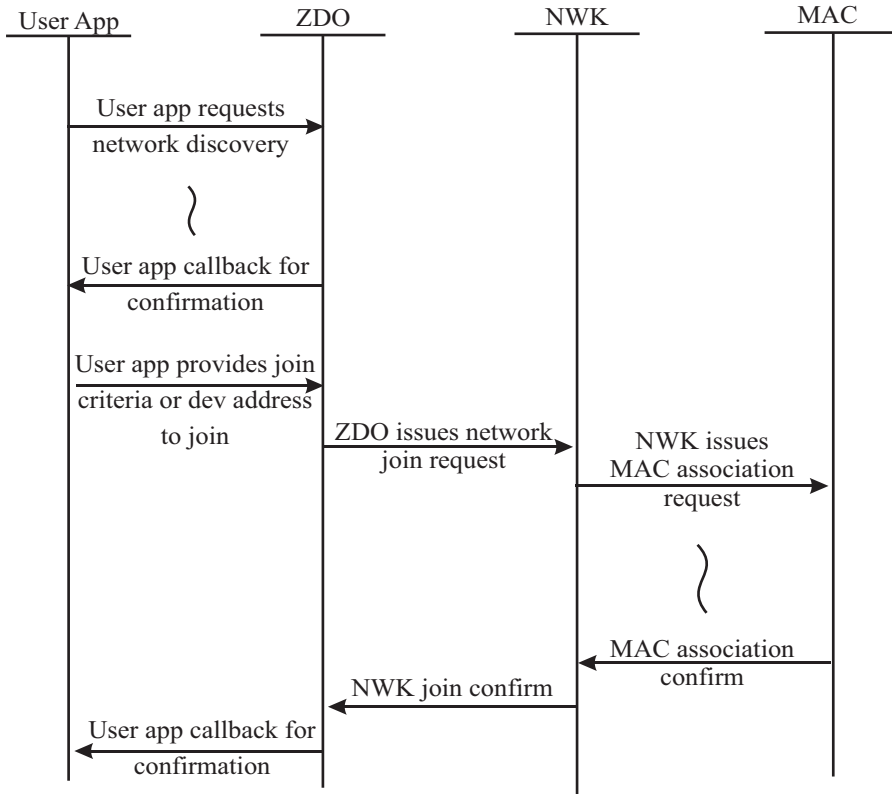 User App
ZDO
NWK
MAC
User app requests
network discovery
User app callback for
confirmation
User app provides join
criteria or dev address
to join
ZDO issues network
join request
NWK issues
MAC association
request
MAC association
confirm
NWK join confirm
User app callback for
confirmation